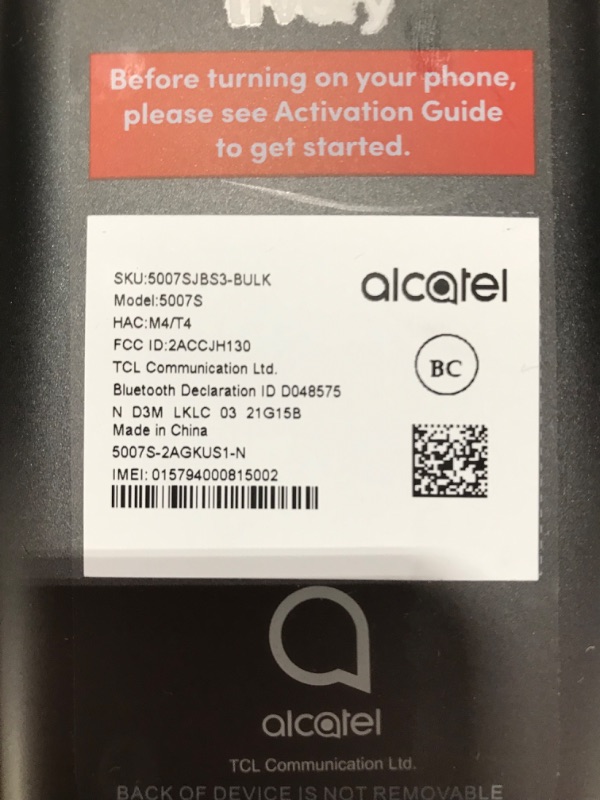 Before turning on your phone,
please see Activation Guide
to get started.
SKU:5007SJBS3-BULK
Model:5007S
HAC:M4/T4
FCC ID:2ACCJH130
TCL Communication Ltd.
Bluetooth Declaration ID D048575
N D3M LKLC 03 21G15B
Made in China
5007S-2AGKUS1-N
IMEI: 015794000815002
alcatel
BC
alcatel
TCL Communication Ltd.
BACK OF DEVICE IS NOT REMOVABLE